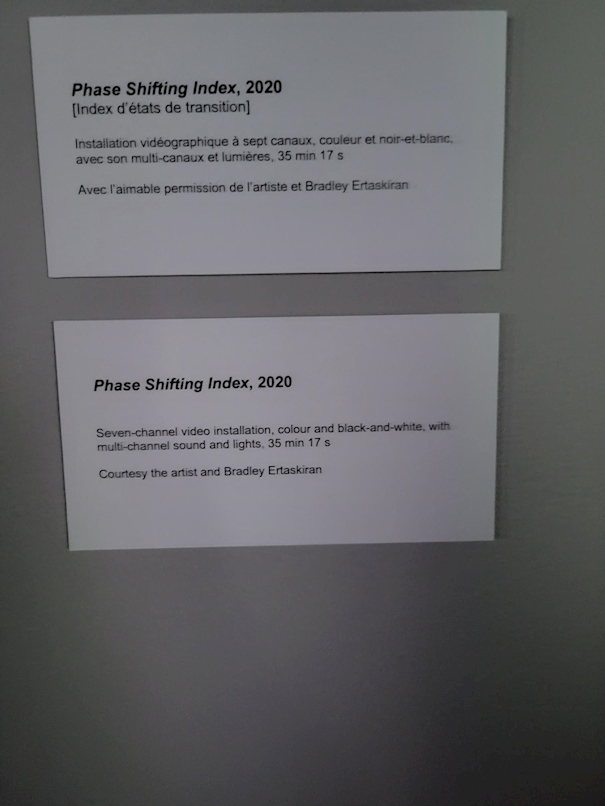 Phase Shifting Index, 2020
[Index d'états de transition]
Installation vidéographique à sept canaux, couleur et noir-et-blanc,
avec son multi-canaux et lumières, 35 min 17 s
Avec l'aimable permission de l'artiste et Bradley Ertaskiran
Phase Shifting Index, 2020
Seven-channel video installation, colour and black-and-white, with
multi-channel sound and lights, 35 min 17 s
Courtesy the artist and Bradley Ertaskiran